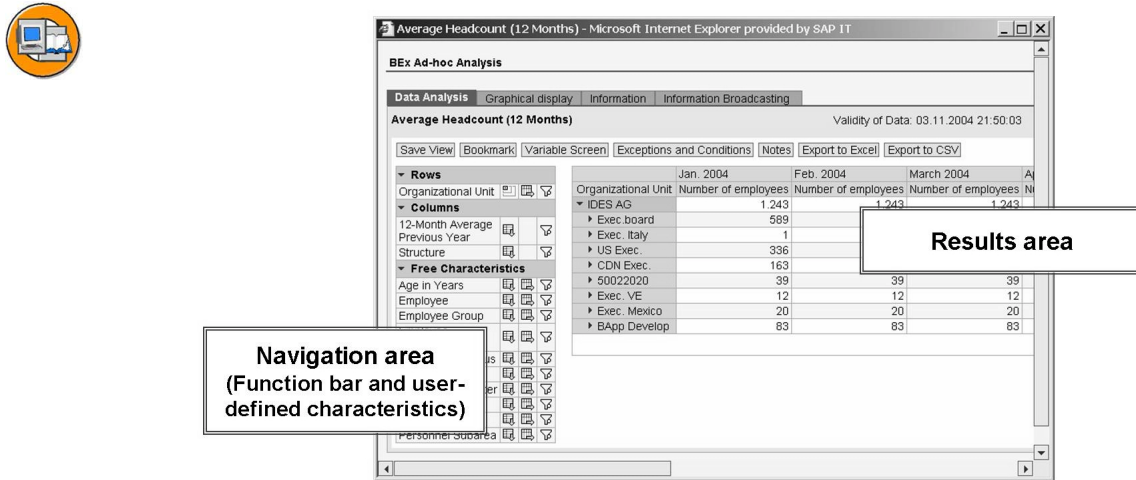 Average Headcount (12 Months) - Microsoft Internet Explorer provided by SAP IT
BEx Ad-hoc Analysis
Data Analysis Graphical display Information Information Broadcasting
Average Headcount (12 Months) Validity of Data: 03.11.2004 21:50:03
Save View Bookmark Variable Screen Exceptions and Conditions Notes Export to Excel Export to CSV
Rows
Organizational Unit
Columns
12-Month Average
Previous Year
Structure
Free Characteristics
Age in Years
Employee
Employee Group
us
er
Personnel Subarea
Jan. 2004 Feb. 2004 March 2004
Organizational Unit Number of employees Number of employees Number of employees
IDES AG 1.243 1.243 1.243
Exec.board 589
Exec. Italy 1
US Exec. 336
CDN Exec. 163
50022020 39 39 39
Exec. VE 12 12 12
Exec. Mexico 20 20 20
BApp Develop 83 83 83
Results area
Navigation area
(Function bar and user-
defined characteristics)